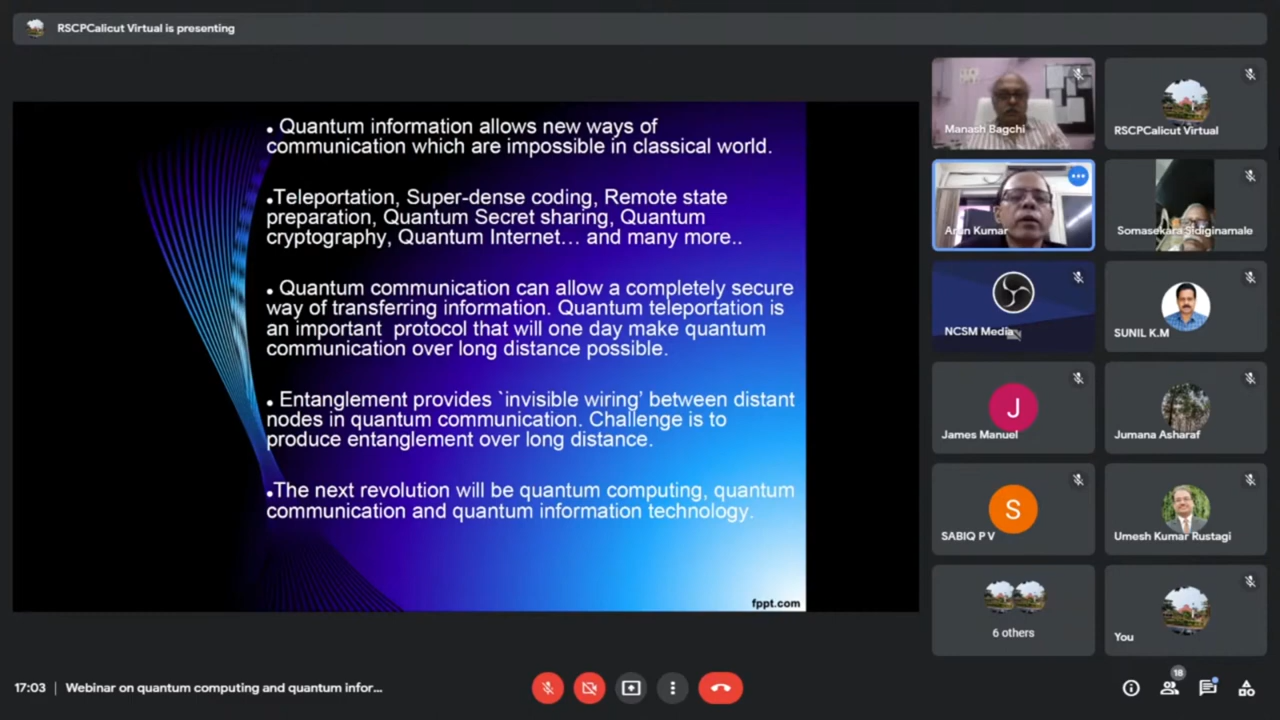 RSCPCalicut Virtual is presenting
• Quantum information allows new ways of
communication which are impossible in classical world.
•Teleportation, Super-dense coding, Remote state
preparation, Quantum Secret sharing, Quantum
cryptography, Quantum Internet… and many more..
• Quantum communication can allow a completely secure
way of transferring information. Quantum teleportation is
an important protocol that will one day make quantum
communication over long distance possible.
• Entanglement provides `invisible wiring' between distant
nodes in quantum communication. Challenge is to
produce entanglement over long distance.
•The next revolution will be quantum computing, quantum
communication and quantum information technology.
fppt.com
Manash Bagchi
RSCPCalicut Virtual
Arun Kumar
Somasekara Sidiginamale
NCSM Media
SUNIL K.M
J
James Manuel
Jumana Asharaf
S
SABIQ P V
Umesh Kumar Rustagi
6 others
You
17:03 | Webinar on quantum computing and quantum infor...
18